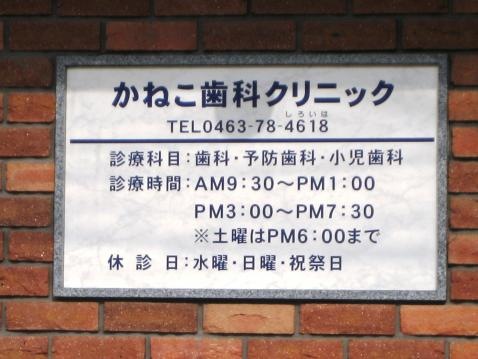 かねこ歯科クリニック
しろいは
TEL0463-78-4618
診療科目：歯科・予防歯科・小児歯科
診療時間：AM9：30～PM1：00
PM3：00～PM7：30
※土曜はPM6：00まで
休診日：水曜・日曜・祝祭日